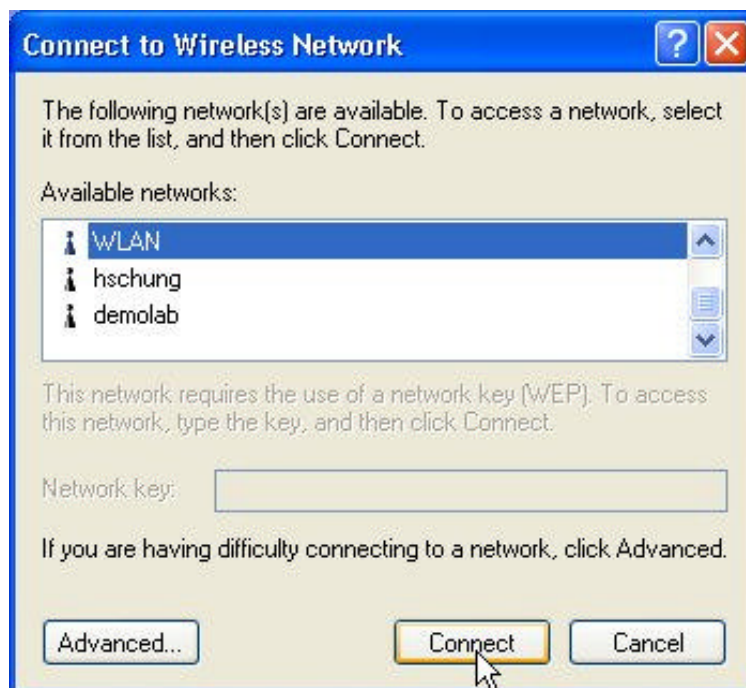 Connect to Wireless Network
The following network(s) are available. To access a network, select
it from the list, and then click Connect.
Available networks:
WLAN
hschung
demolab
This network requires the use of a network key (WEP). To access
this network, type the key, and then click Connect.
Network key:
If you are having difficulty connecting to a network, click Advanced.
Advanced... Connect Cancel